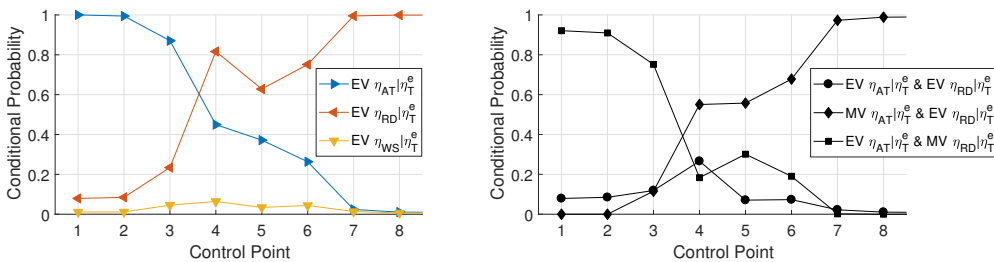 Conditional Probability
1
0.8
0.6
0.4
0.2
0
1 2 3 4 5 6 7 8
Control Point
EV η_AT|η_T^e
EV η_RD|η_T^e
EV η_WS|η_T^e
Conditional Probability
1
0.8
0.6
0.4
0.2
0
1 2 3 4 5 6 7 8
Control Point
EV η_AT|η_T^e & EV η_RD|η_T^e
MV η_AT|η_T^e & EV η_RD|η_T^e
EV η_AT|η_T^e & MV η_RD|η_T^e